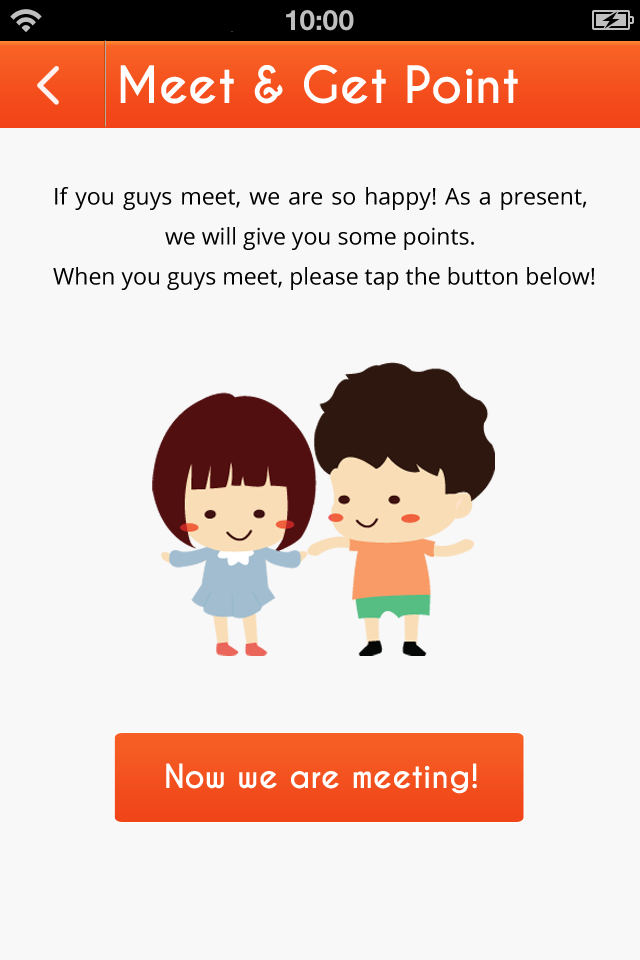 10:00
Meet & Get Point
If you guys meet, we are so happy! As a present,
we will give you some points.
When you guys meet, please tap the button below!
Now we are meeting!